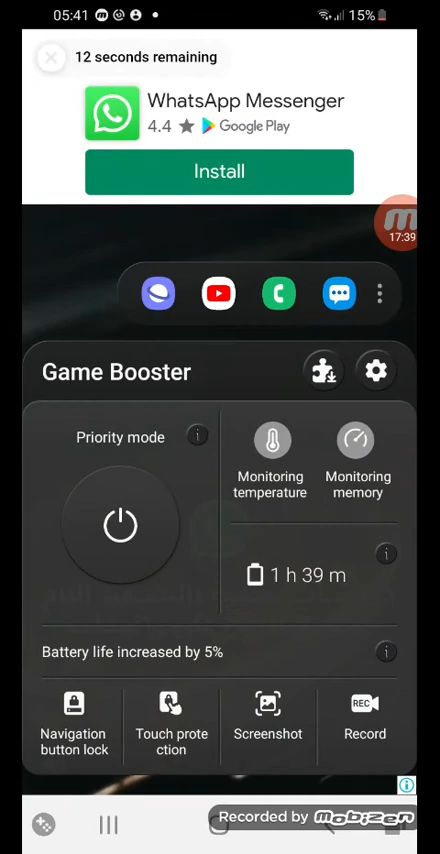 05:41
15%
12 seconds remaining
WhatsApp Messenger
4.4 ★ Google Play
Install
17:39
Game Booster
Priority mode
Monitoring temperature
Monitoring memory
1 h 39 m
Battery life increased by 5%
Navigation button lock
Touch prote
ction
Screenshot
REC
Record
Recorded by mobizen